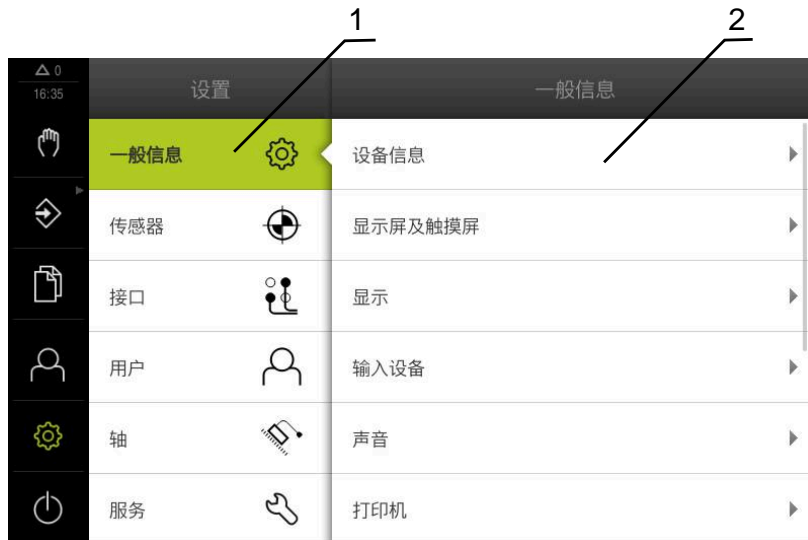 1
2
0
16:35
设置
一般信息
一般信息
设备信息
传感器
显示屏及触摸屏
接口
显示
用户
输入设备
轴
声音
服务
打印机